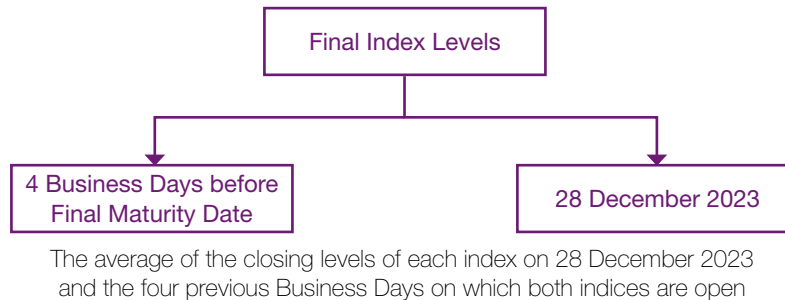 Final Index Levels
4 Business Days before
Final Maturity Date
28 December 2023
The average of the closing levels of each index on 28 December 2023
and the four previous Business Days on which both indices are open